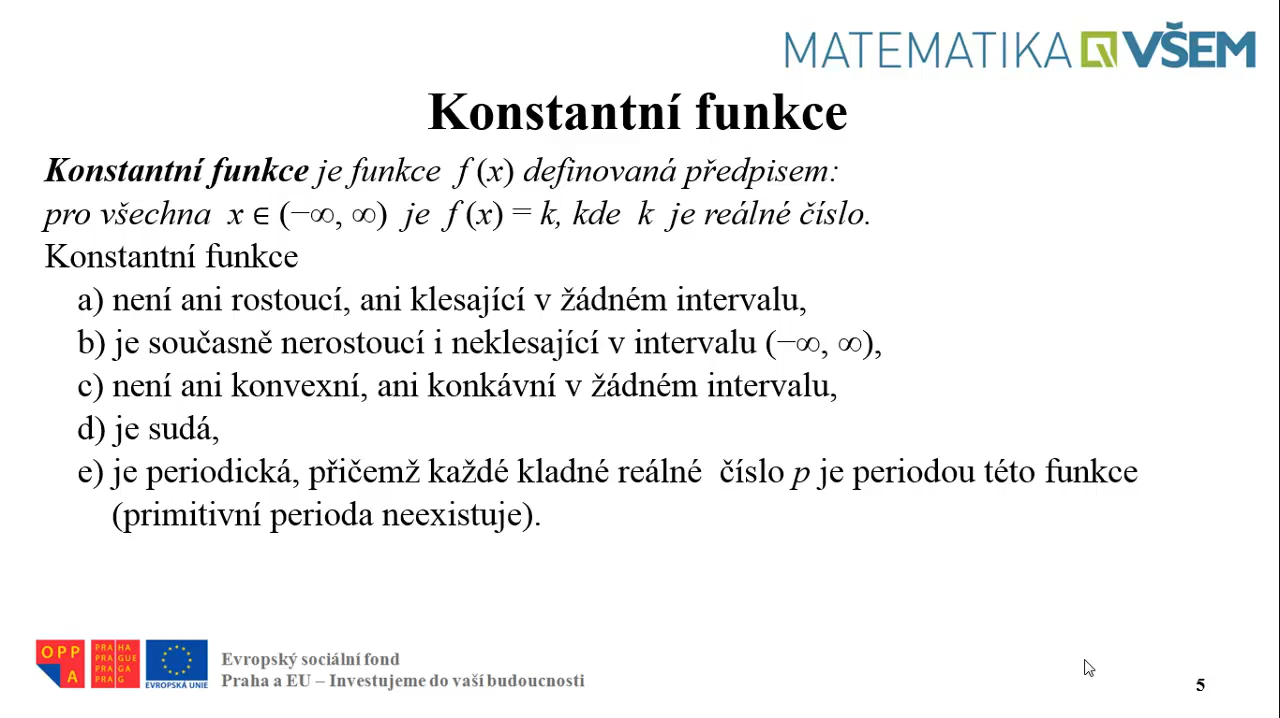 MATEMATIKA VŠEM
Konstantní funkce
Konstantní funkce je funkce f (x) definovaná předpisem:
pro všechna x ∈ (−∞, ∞) je f (x) = k, kde k je reálné číslo.
Konstantní funkce
a) není ani rostoucí, ani klesající v žádném intervalu,
b) je současně nerostoucí i neklesající v intervalu (−∞, ∞),
c) není ani konvexní, ani konkávní v žádném intervalu,
d) je sudá,
e) je periodická, přičemž každé kladné reálné číslo p je periodou této funkce
(primitivní perioda neexistuje).
OPP
A
PRA HA
PRA GUE
PRA GA
PRA G
EVROPSKÁ UNIE
Evropský sociální fond
Praha a EU – Investujeme do vaší budoucnosti
5